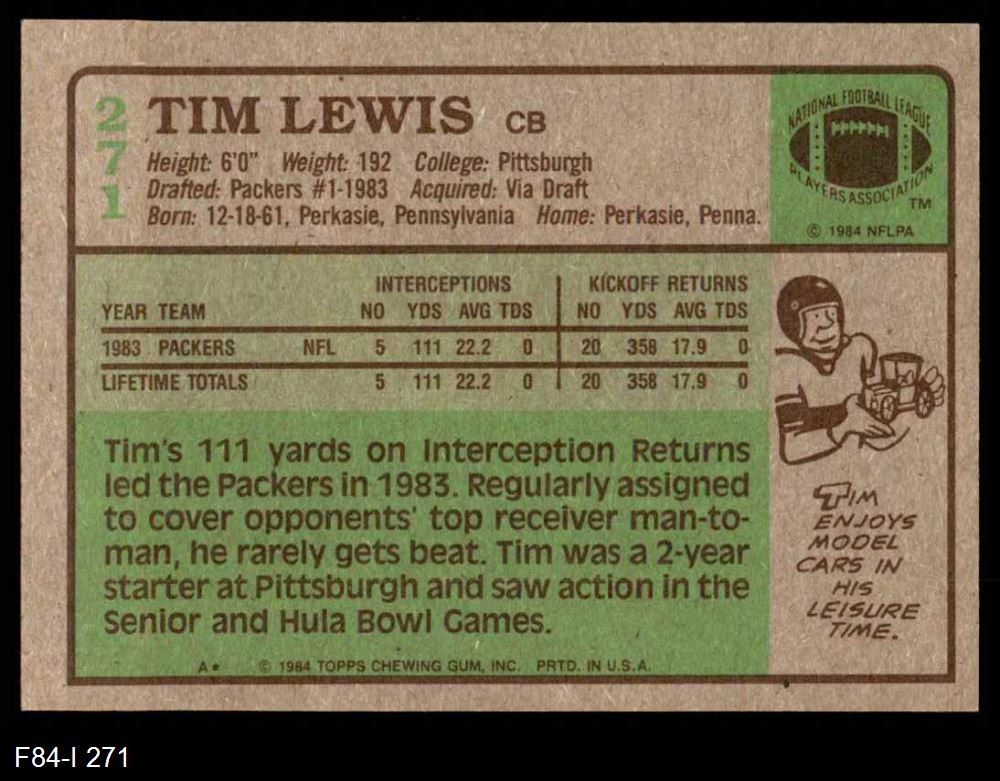 271
TIM LEWIS CB
Height: 6'0" Weight: 192 College: Pittsburgh
Drafted: Packers #1-1983 Acquired: Via Draft
Born: 12-18-61, Perkasie, Pennsylvania Home: Perkasie, Penna.
NATIONAL FOOTBALL LEAGUE
PLAYERS ASSOCIATION
TM
© 1984 NFLPA
INTERCEPTIONS KICKOFF RETURNS
YEAR TEAM NO YDS AVG TDS NO YDS AVG TDS
1983 PACKERS NFL 5 111 22.2 0 20 358 17.9 0
LIFETIME TOTALS 5 111 22.2 0 20 358 17.9 0
Tim's 111 yards on Interception Returns
led the Packers in 1983. Regularly assigned
to cover opponents' top receiver man-to-
man, he rarely gets beat. Tim was a 2-year
starter at Pittsburgh and saw action in the
Senior and Hula Bowl Games.
A* © 1984 TOPPS CHEWING GUM, INC. PRTD. IN U.S.A.
TIM
ENJOYS
MODEL
CARS IN
HIS
LEISURE
TIME.
F84-I 271